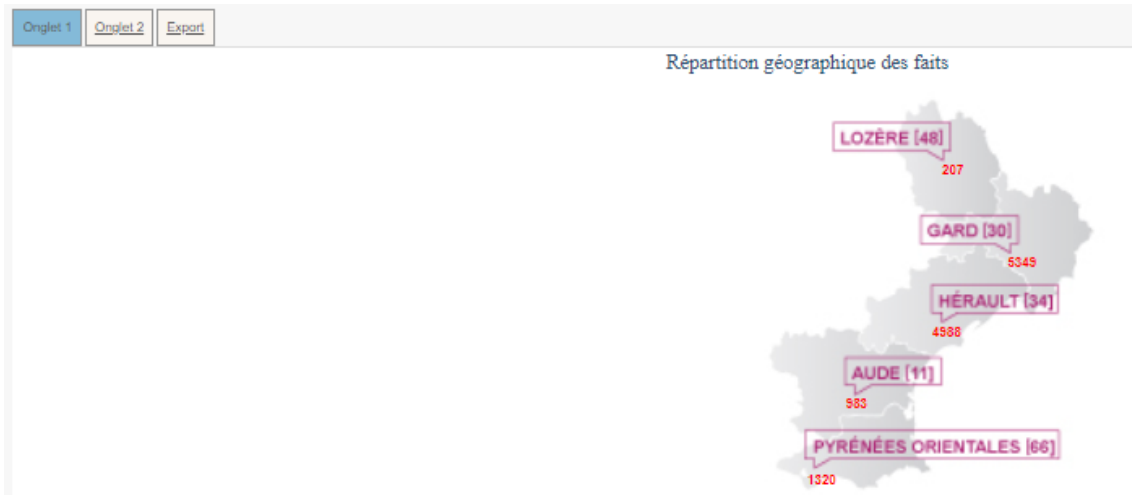 Onglet 1 Onglet 2 Export
Répartition géographique des faits
LOZÈRE [48]
207
GARD [30]
5349
HÉRAULT [34]
4988
AUDE [11]
983
PYRÉNÉES ORIENTALES [66]
1320